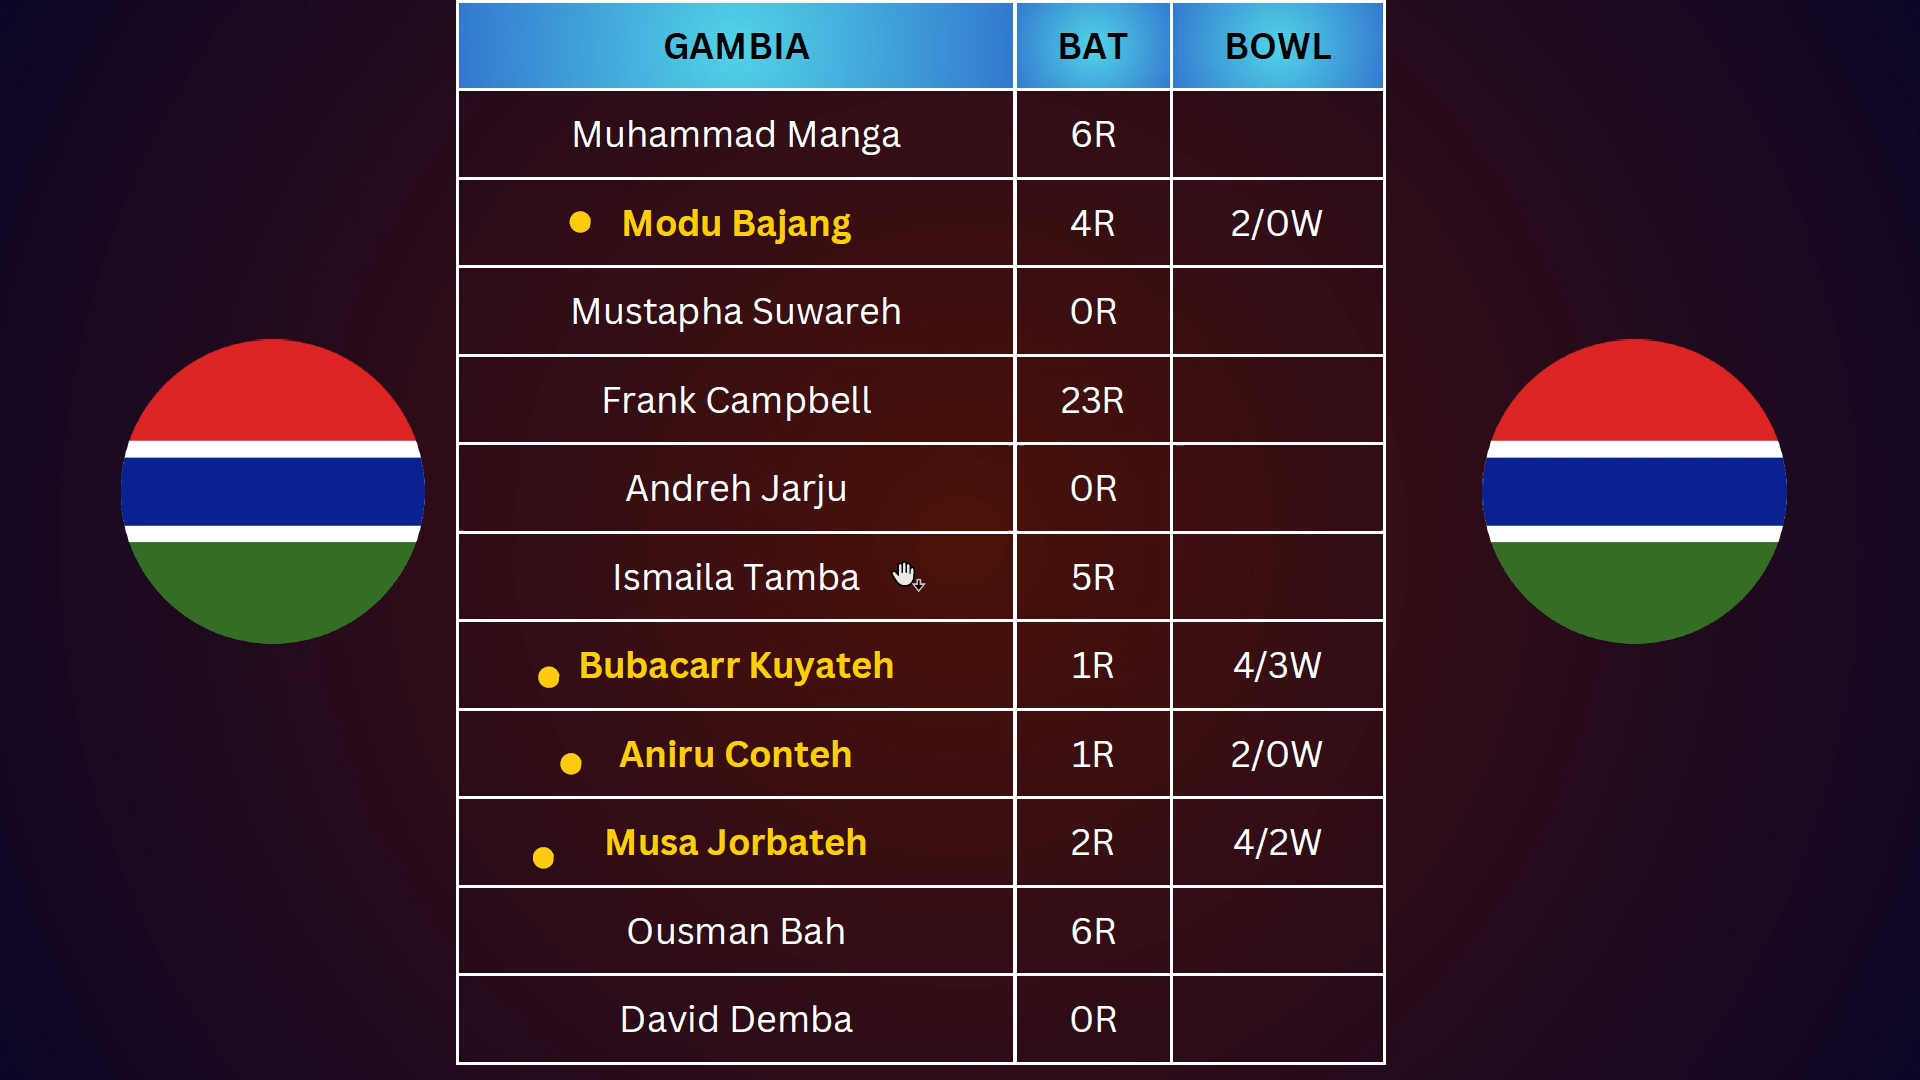 GAMBIA BAT BOWL
Muhammad Manga 6R
Modu Bajang 4R 2/0W
Mustapha Suwareh 0R
Frank Campbell 23R
Andreh Jarju 0R
Ismaila Tamba 5R
Bubacarr Kuyateh 1R 4/3W
Aniru Conteh 1R 2/0W
Musa Jorbateh 2R 4/2W
Ousman Bah 6R
David Demba 0R